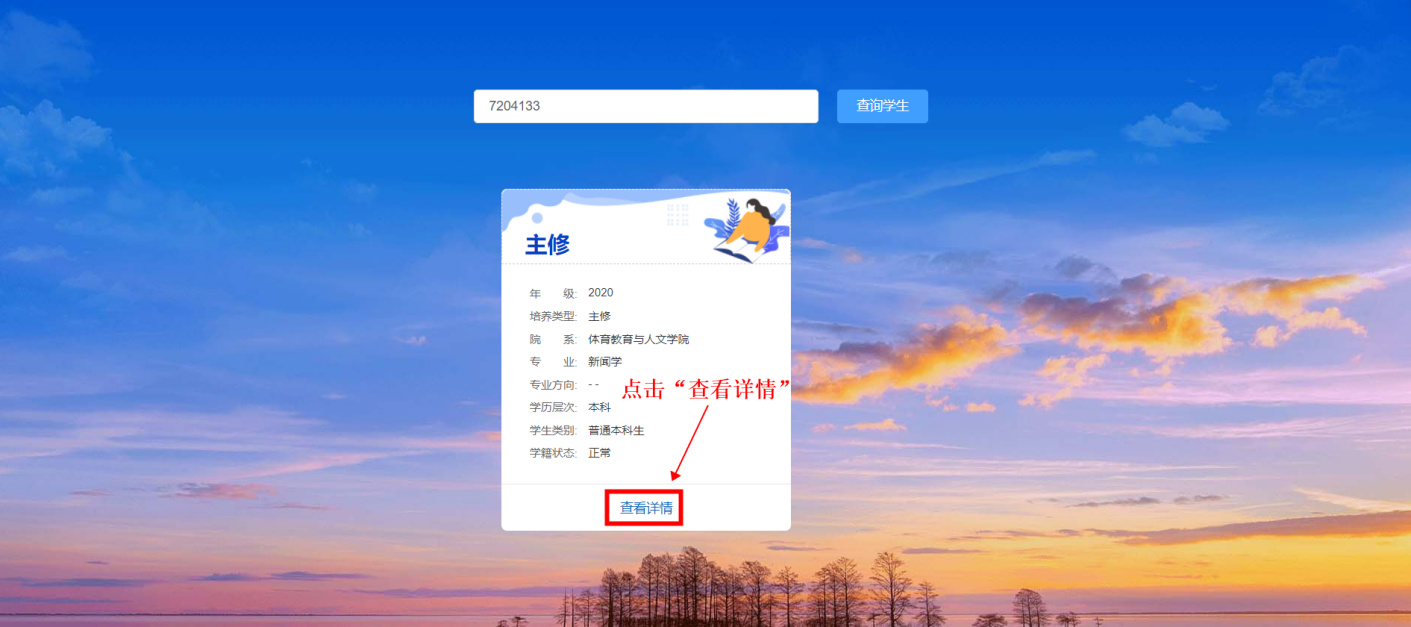 7204133 查询学生
主修
年 级: 2020
培养类型: 主修
院 系: 体育教育与人文学院
专 业: 新闻学
专业方向: - -
点击“查看详情”
学历层次: 本科
学生类别: 普通本科生
学籍状态: 正常
查看详情